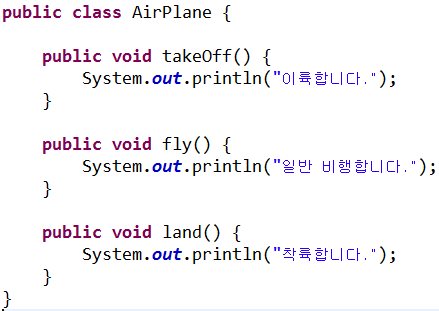 public class AirPlane {
public void takeOff() {
System.out.println("이륙합니다.");
}
public void fly() {
System.out.println("일반 비행합니다.");
}
public void land() {
System.out.println("착륙합니다.");
}
}